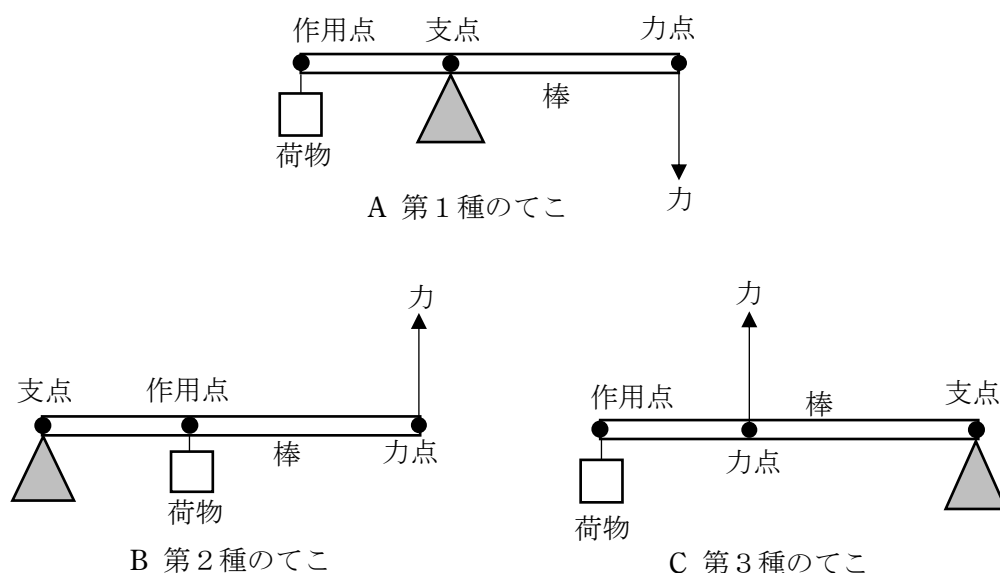 作用点 支点 力点
棒
荷物
力
A 第１種のてこ
力
支点 作用点
棒 力点
荷物
B 第２種のてこ
力
作用点 棒 支点
力点
荷物
C 第３種のてこ